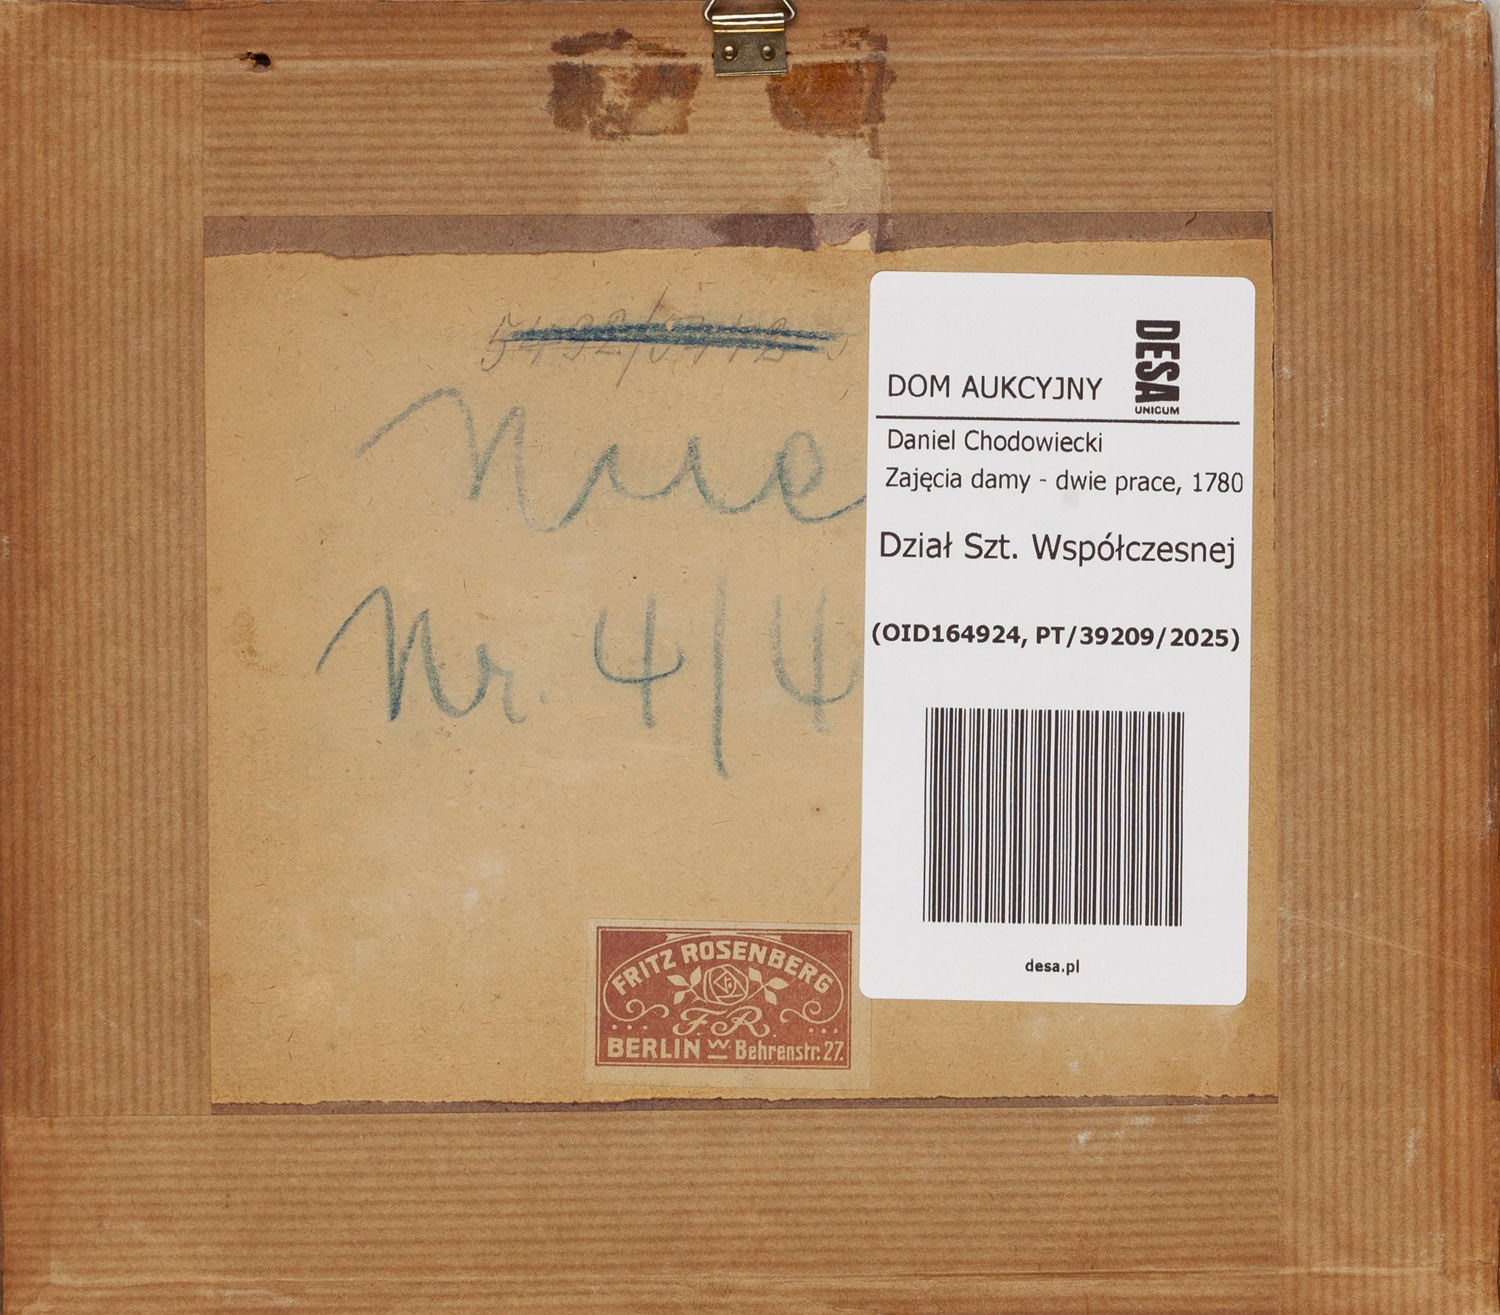 Nr. 4/4
DESA
UNICUM
DOM AUKCYJNY
Daniel Chodowiecki
Zajęcia damy - dwie prace, 1780
Dział Szt. Współczesnej
(OID164924, PT/39209/2025)
desa.pl
FRITZ ROSENBERG
F.R.
BERLIN W. Behrenstr. 27.